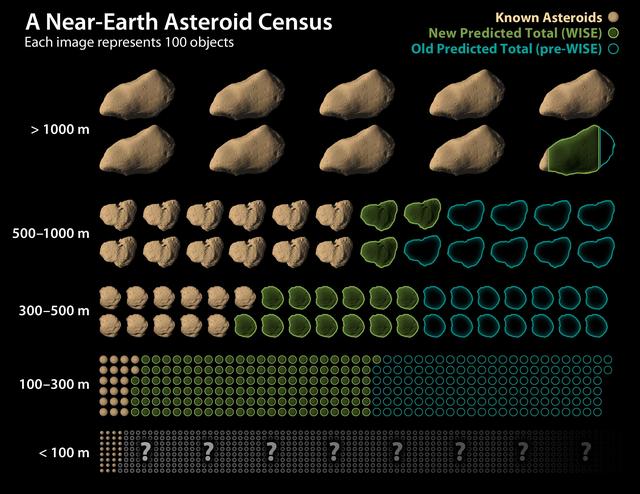 A Near-Earth Asteroid Census
Each image represents 100 objects
Known Asteroids
New Predicted Total (WISE)
Old Predicted Total (pre-WISE)
> 1000 m
500–1000 m
300–500 m
100–300 m
< 100 m
? ? ? ? ? ? ? ?